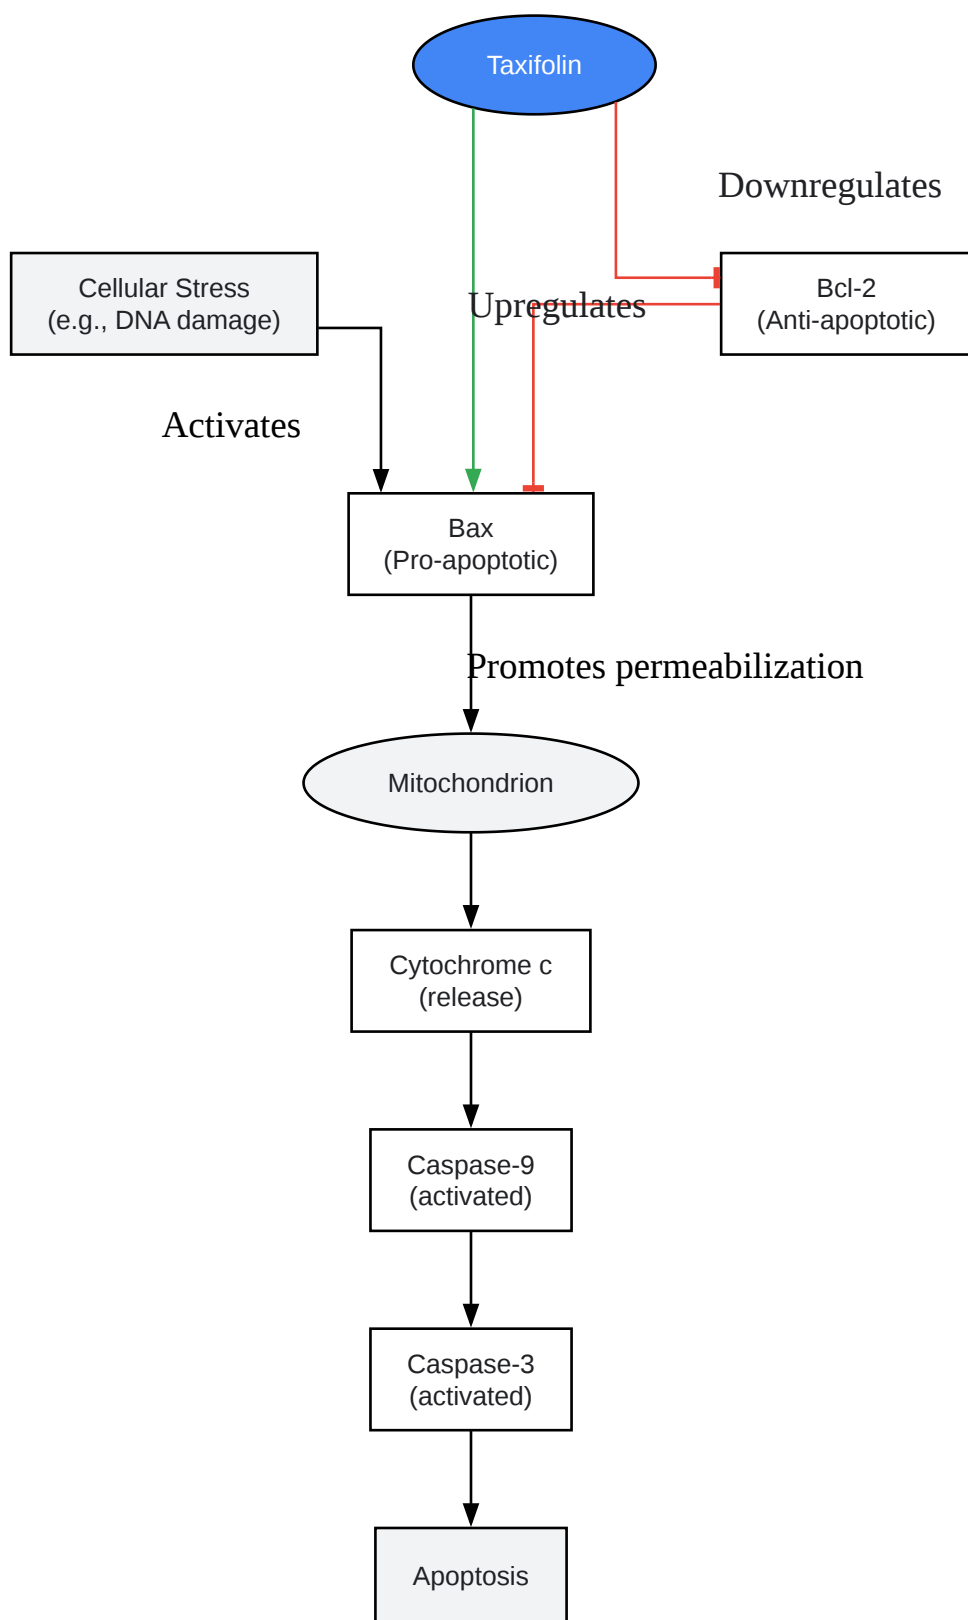 Taxifolin
Downregulates
Cellular Stress
(e.g., DNA damage)
Upregulates
Bcl-2
(Anti-apoptotic)
Activates
Bax
(Pro-apoptotic)
Promotes permeabilization
Mitochondrion
Cytochrome c
(release)
Caspase-9
(activated)
Caspase-3
(activated)
Apoptosis